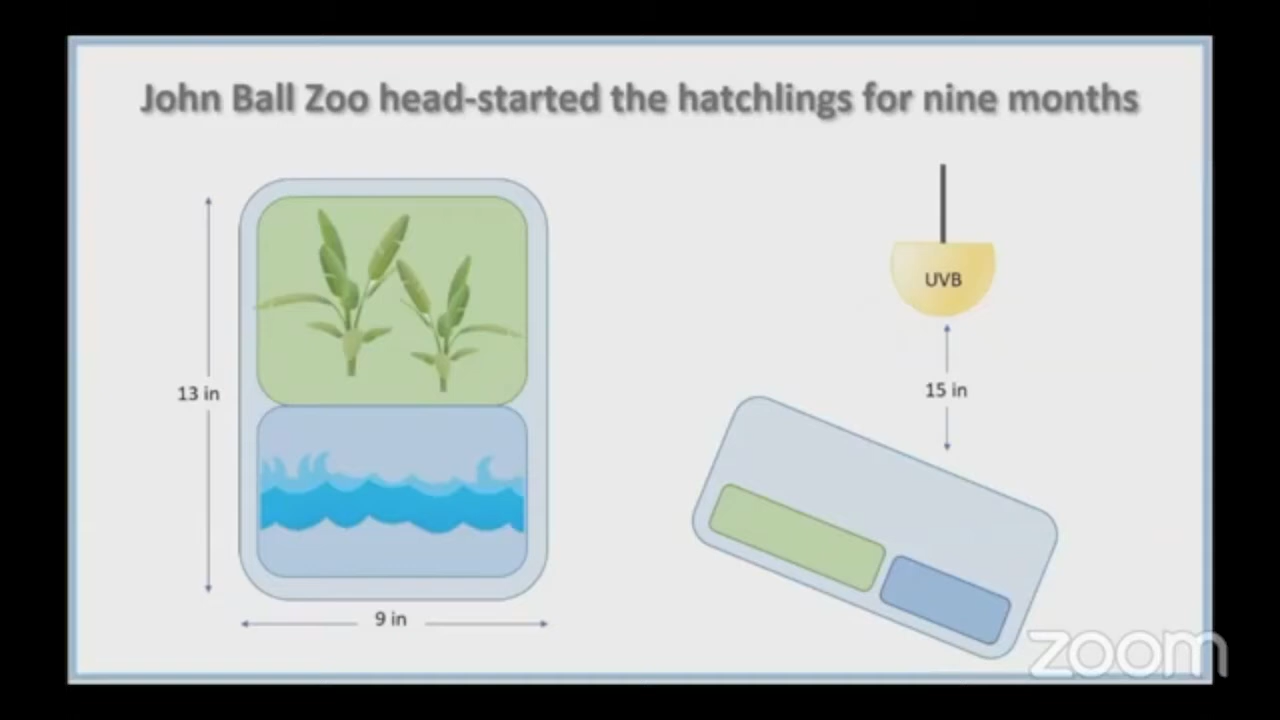 John Ball Zoo head-started the hatchlings for nine months
UVB
13 in
15 in
9 in
zoom